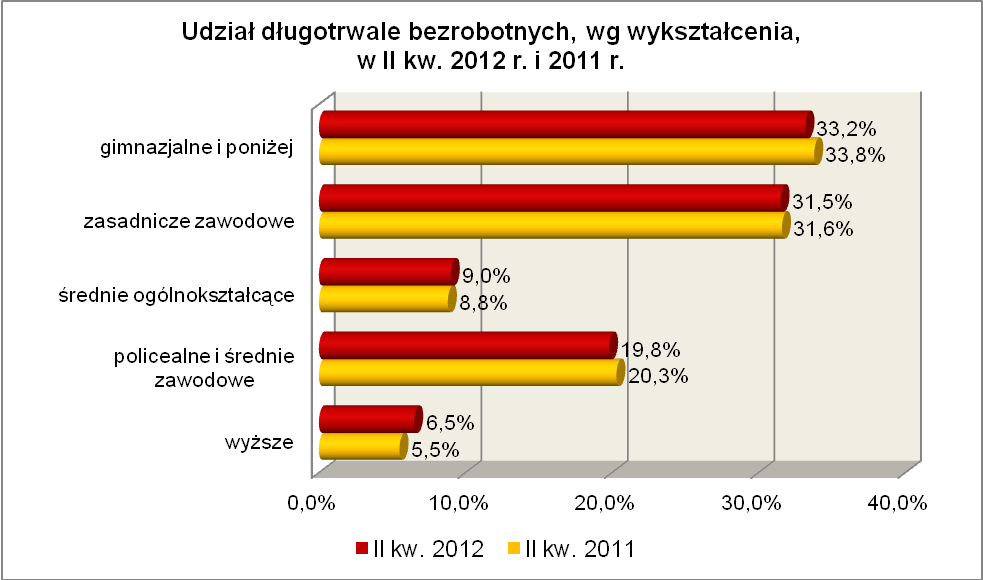 Udział długotrwale bezrobotnych, wg wykształcenia,
w II kw. 2012 r. i 2011 r.
gimnazjalne i poniżej
33,2%
33,8%
zasadnicze zawodowe
31,5%
31,6%
średnie ogólnokształcące
9,0%
8,8%
policealne i średnie
zawodowe
19,8%
20,3%
wyższe
6,5%
5,5%
0,0% 10,0% 20,0% 30,0% 40,0%
II kw. 2012 II kw. 2011